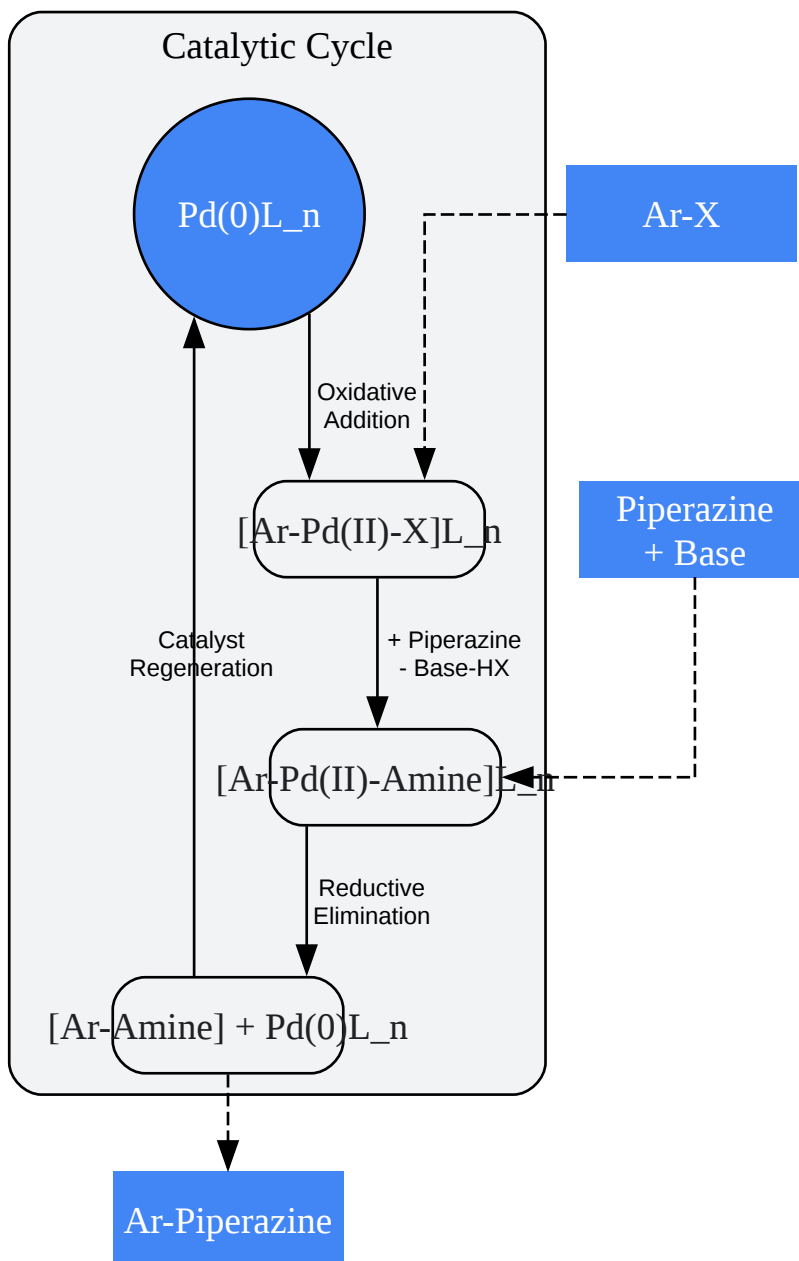 Catalytic Cycle
Pd(0)L_n
Ar-X
Oxidative
Addition
[Ar-Pd(II)-X]L_n
Piperazine
+ Base
Catalyst
Regeneration
+ Piperazine
- Base-HX
[Ar-Pd(II)-Amine]L_n
Reductive
Elimination
[Ar-Amine] + Pd(0)L_n
Ar-Piperazine